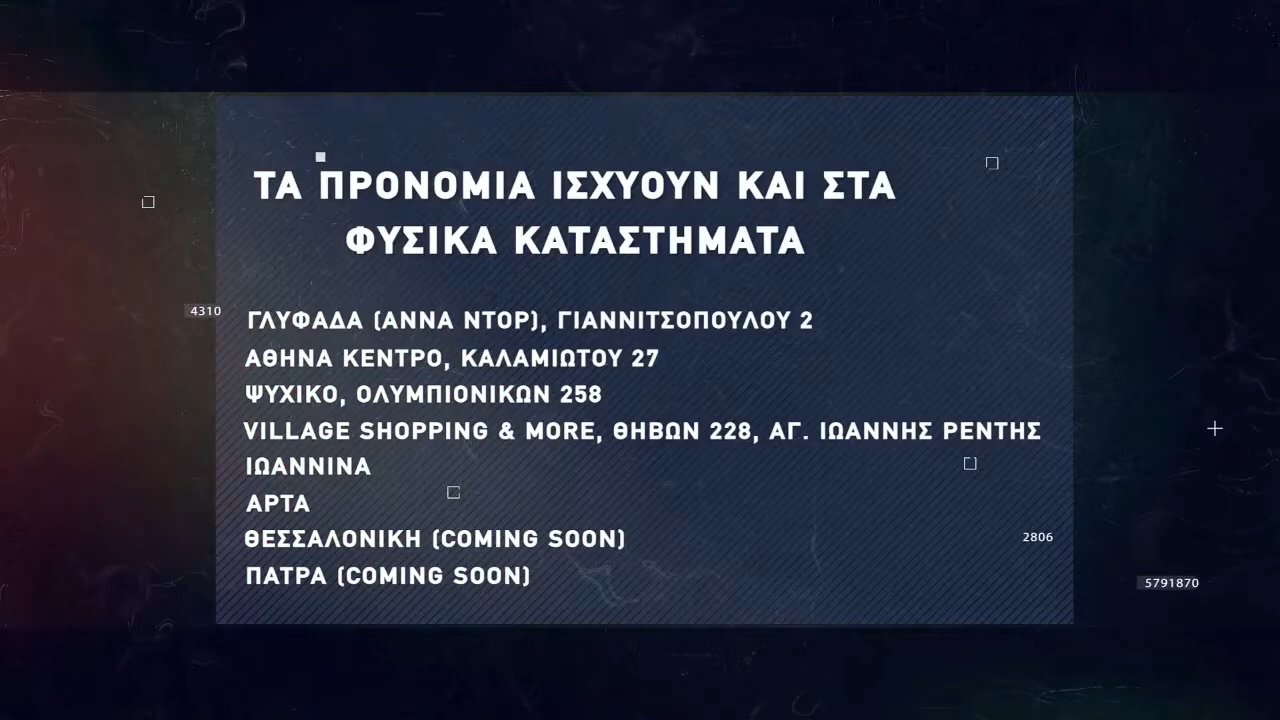 ΤΑ ΠΡΟΝΟΜΙΑ ΙΣΧΥΟΥΝ ΚΑΙ ΣΤΑ
ΦΥΣΙΚΑ ΚΑΤΑΣΤΗΜΑΤΑ
4310
ΓΛΥΦΑΔΑ (ΑΝΝΑ ΝΤΟΡ), ΓΙΑΝΝΙΤΣΟΠΟΥΛΟΥ 2
ΑΘΗΝΑ ΚΕΝΤΡΟ, ΚΑΛΑΜΙΩΤΟΥ 27
ΨΥΧΙΚΟ, ΟΛΥΜΠΙΟΝΙΚΩΝ 258
VILLAGE SHOPPING & MORE, ΘΗΒΩΝ 228, ΑΓ. ΙΩΑΝΝΗΣ ΡΕΝΤΗΣ
ΙΩΑΝΝΙΝΑ
ΑΡΤΑ
ΘΕΣΣΑΛΟΝΙΚΗ (COMING SOON)
2806
ΠΑΤΡΑ (COMING SOON)
5791870